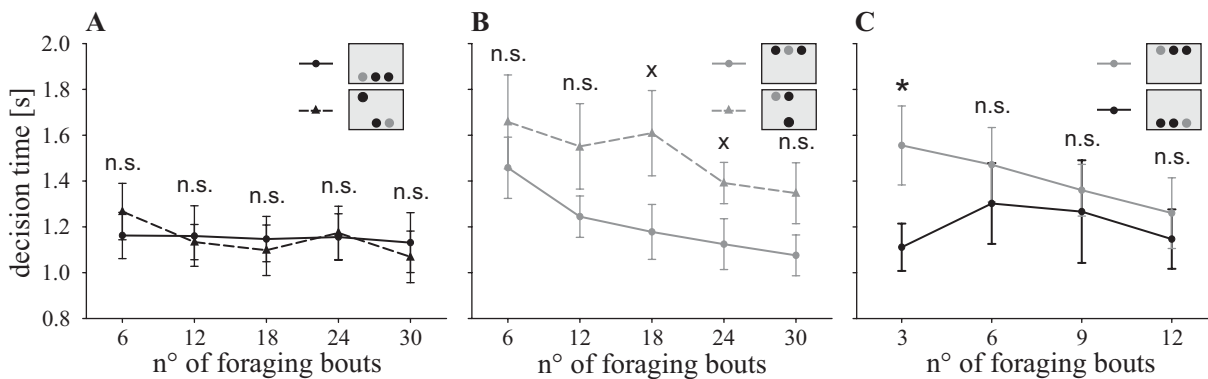 A
B
C
decision time [s]
2.0
1.8
1.6
1.4
1.2
1.0
0.8
n.s.
n.s.
n.s.
n.s.
n.s.
6
12
18
24
30
n° of foraging bouts
n.s.
n.s.
x
x
n.s.
6
12
18
24
30
n° of foraging bouts
*
n.s.
n.s.
n.s.
3
6
9
12
n° of foraging bouts